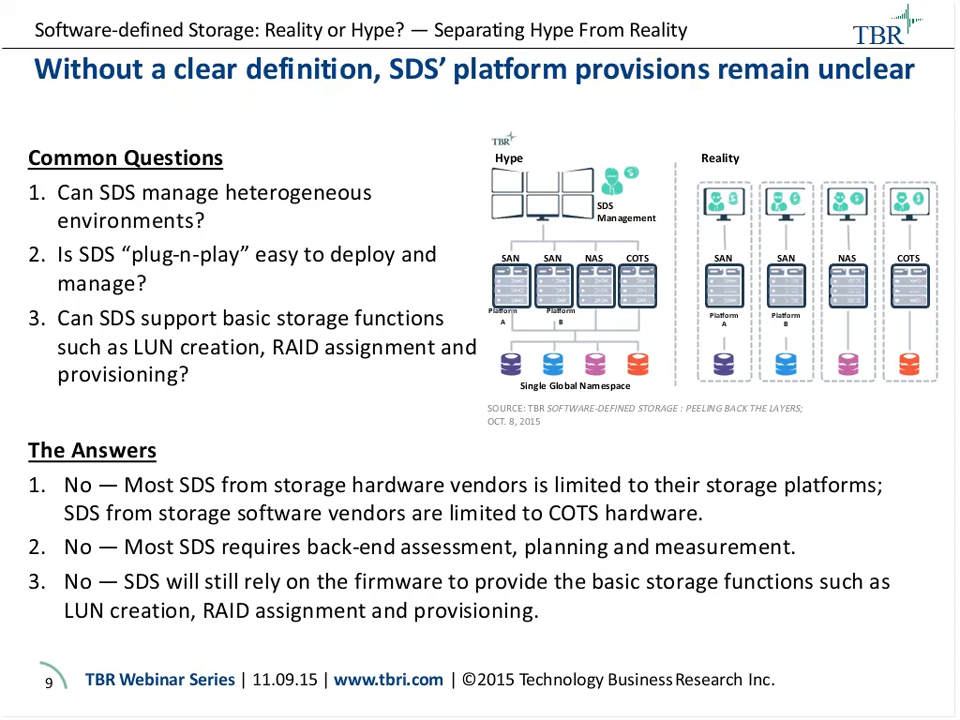 Software-defined Storage: Reality or Hype? — Separating Hype From Reality
TBR
Without a clear definition, SDS’ platform provisions remain unclear
Common Questions
1. Can SDS manage heterogeneous
environments?
2. Is SDS “plug-n-play” easy to deploy and
manage?
3. Can SDS support basic storage functions
such as LUN creation, RAID assignment and
provisioning?
TBR
Hype
SDS
Management
SAN SAN NAS COTS
Platform Platform
A B
Single Global Namespace
Reality
SAN SAN NAS COTS
Platform Platform
A B
SOURCE: TBR SOFTWARE-DEFINED STORAGE : PEELING BACK THE LAYERS;
OCT. 8, 2015
The Answers
1. No — Most SDS from storage hardware vendors is limited to their storage platforms;
SDS from storage software vendors are limited to COTS hardware.
2. No — Most SDS requires back-end assessment, planning and measurement.
3. No — SDS will still rely on the firmware to provide the basic storage functions such as
LUN creation, RAID assignment and provisioning.
9 TBR Webinar Series | 11.09.15 | www.tbri.com | ©2015 Technology Business Research Inc.